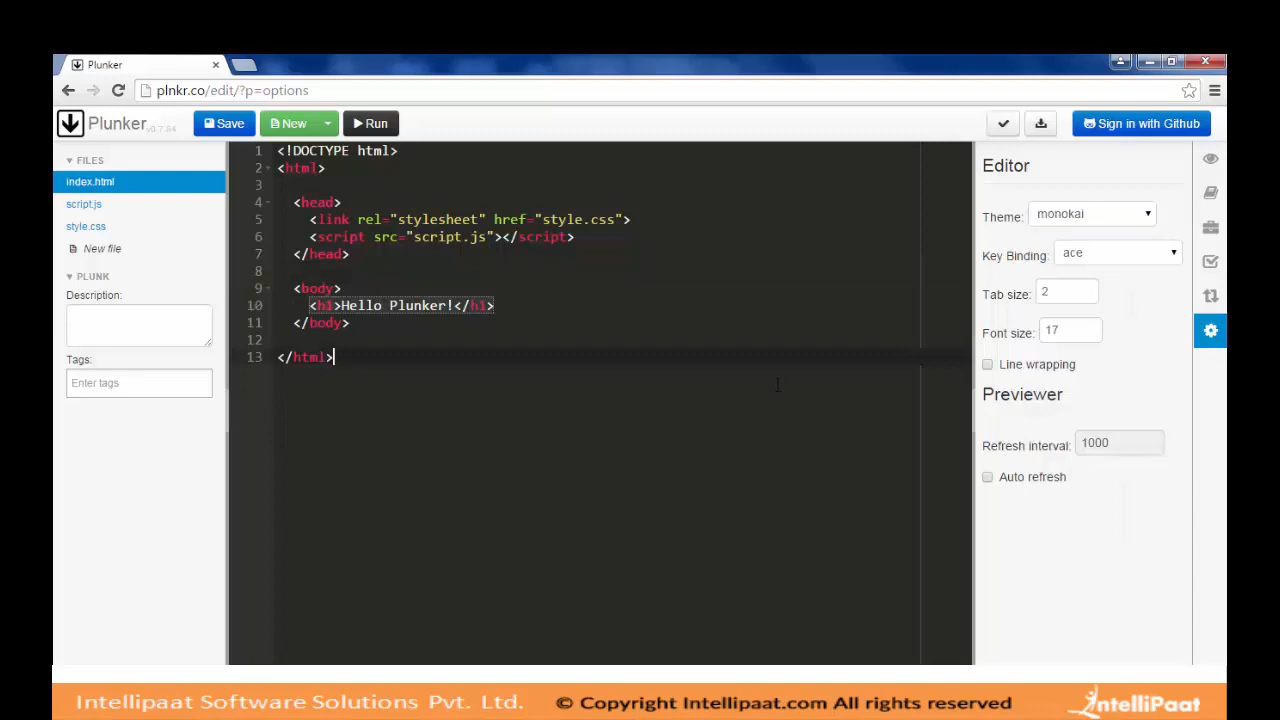 Plunker
plnkr.co/edit/?p=options
Plunker v0.7.84 Save New Run Sign in with Github
FILES
index.html
script.js
style.css
New file
PLUNK
Description:
Tags:
Enter tags
1 <!DOCTYPE html>
2 <html>
3
4 <head>
5 <link rel="stylesheet" href="style.css">
6 <script src="script.js"></script>
7 </head>
8
9 <body>
10 <h1>Hello Plunker!</h1>
11 </body>
12
13 </html>
Editor
Theme: monokai
Key Binding: ace
Tab size: 2
Font size: 17
Line wrapping
Previewer
Refresh interval: 1000
Auto refresh
Intellipaat Software Solutions Pvt. Ltd. © Copyright Intellipaat.com All rights reserved INTELLIPAAT